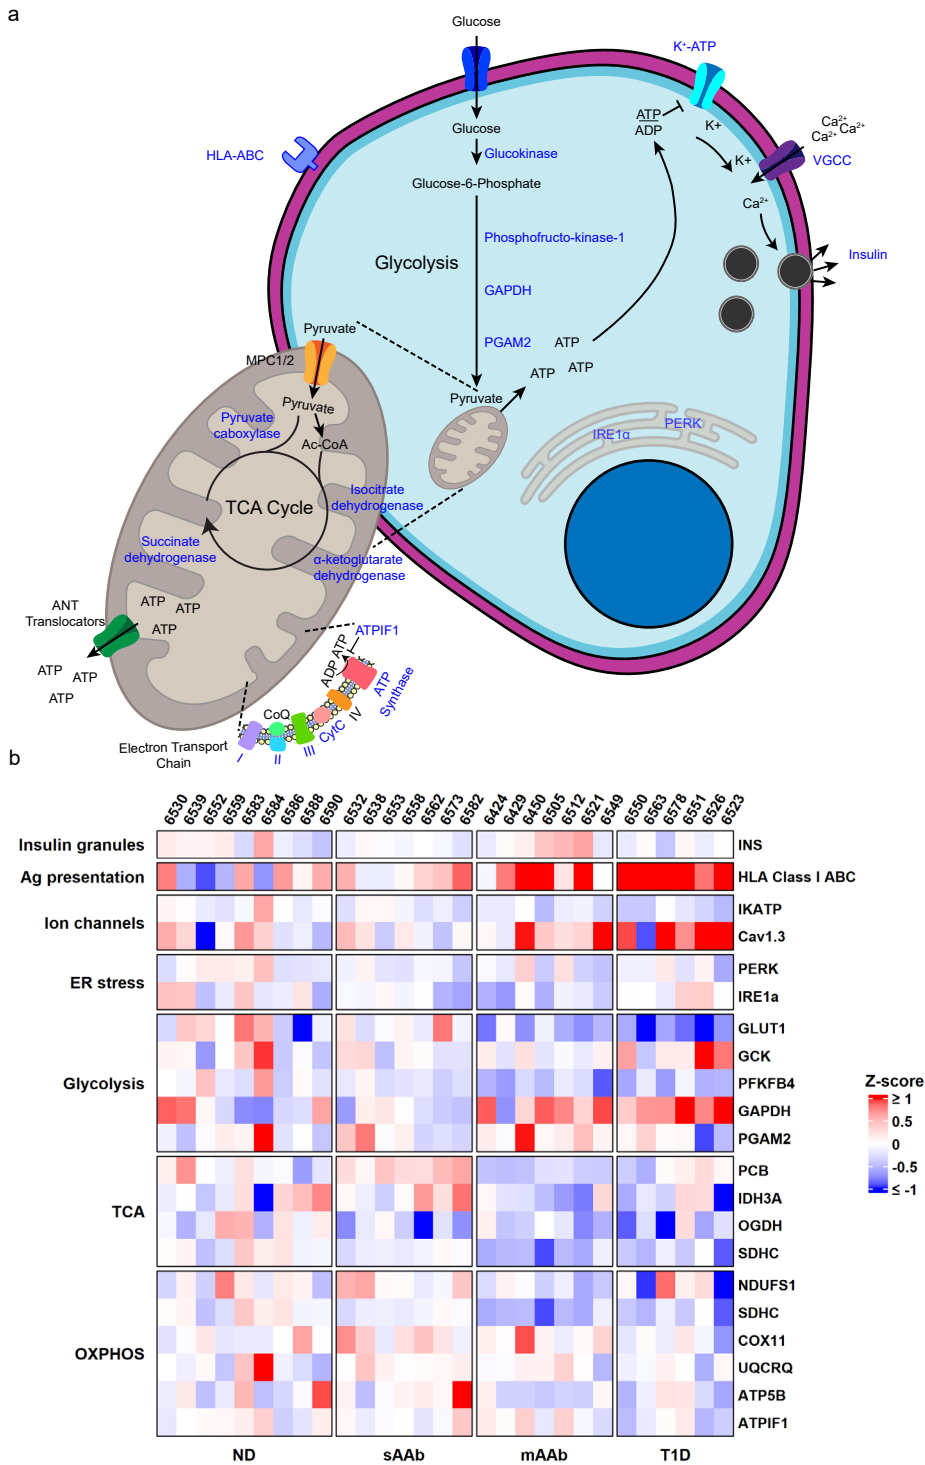 a
Glucose
K⁺-ATP
Glucose
ATP
ADP
K+
Ca²⁺
Ca²⁺ Ca²⁺
HLA-ABC
Glucokinase
K+
VGCC
Glucose-6-Phosphate
Ca²⁺
Phosphofructo-kinase-1
Insulin
Glycolysis
GAPDH
Pyruvate
PGAM2
ATP
MPC1/2
ATP
ATP
Pyruvate
Pyruvate
Pyruvate
caboxylase
Ac-CoA
IRE1α
PERK
Isocitrate
dehydrogenase
TCA Cycle
Succinate
dehydrogenase
α-ketoglutarate
dehydrogenase
ANT
Translocators
ATP
ATP
ATP
ATP
ATP
ATP
ATPIF1
ADP
ATP
ATP
Synthase
CoQ
Electron Transport
Chain
I
II
III
CytC
IV
b
6530 6539 6552 6559 6583 6584 6586 6588 6590 6532 6538 6553 6558 6562 6573 6582 6424 6429 6450 6505 6512 6521 6549 6550 6563 6578 6551 6526 6523
Insulin granules INS
Ag presentation HLA Class I ABC
Ion channels IKATP
Cav1.3
ER stress PERK
IRE1a
GLUT1
GCK
Glycolysis PFKFB4
GAPDH
PGAM2
PCB
TCA IDH3A
OGDH
SDHC
NDUFS1
SDHC
OXPHOS COX11
UQCRQ
ATP5B
ATPIF1
Z-score
≥ 1
0.5
0
-0.5
≤ -1
ND sAAb mAAb T1D